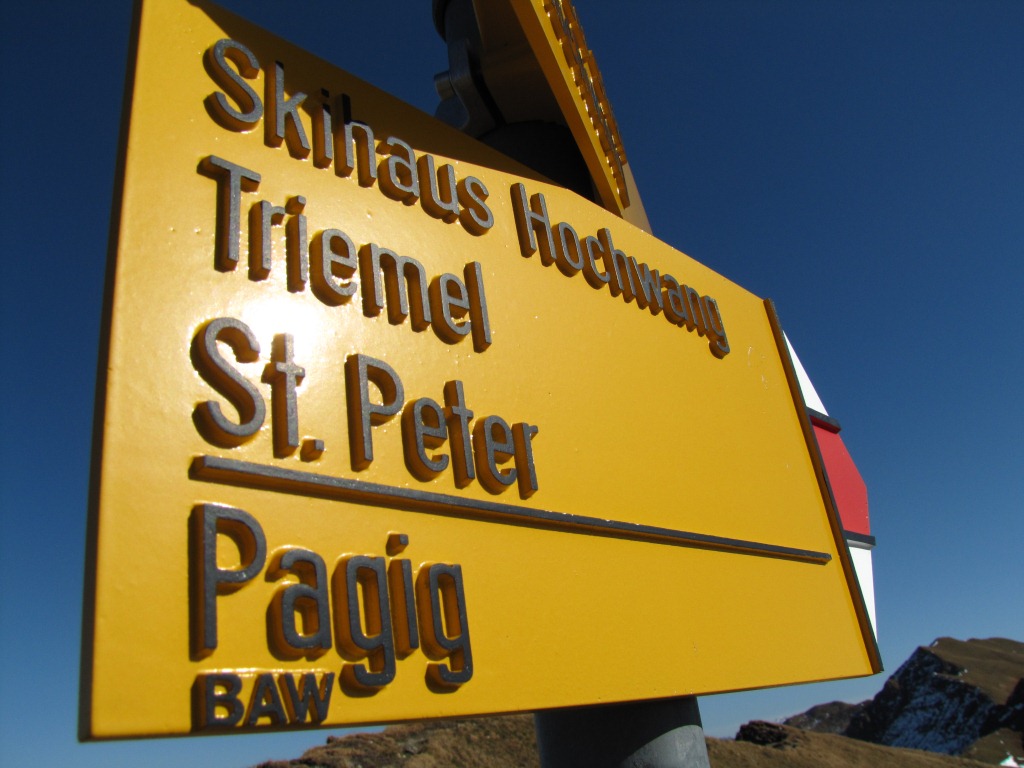 Skihaus Hochwang
Triemel
St. Peter
Pagig
BAW